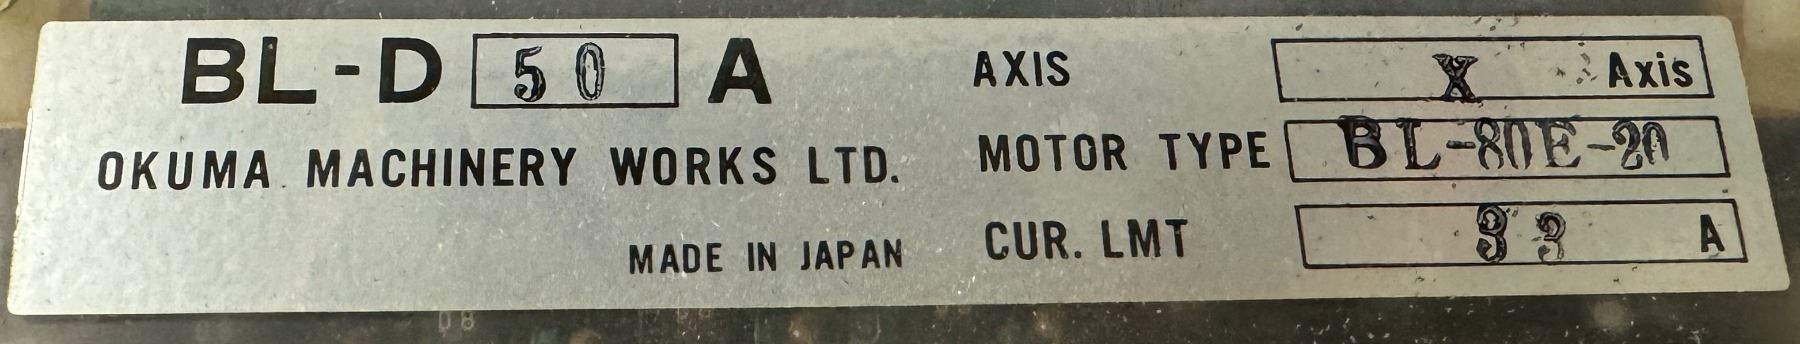 BL-D 50 A
OKUMA MACHINERY WORKS LTD.
MADE IN JAPAN
AXIS X Axis
MOTOR TYPE BL-80E-20
CUR. LMT 33 A
08